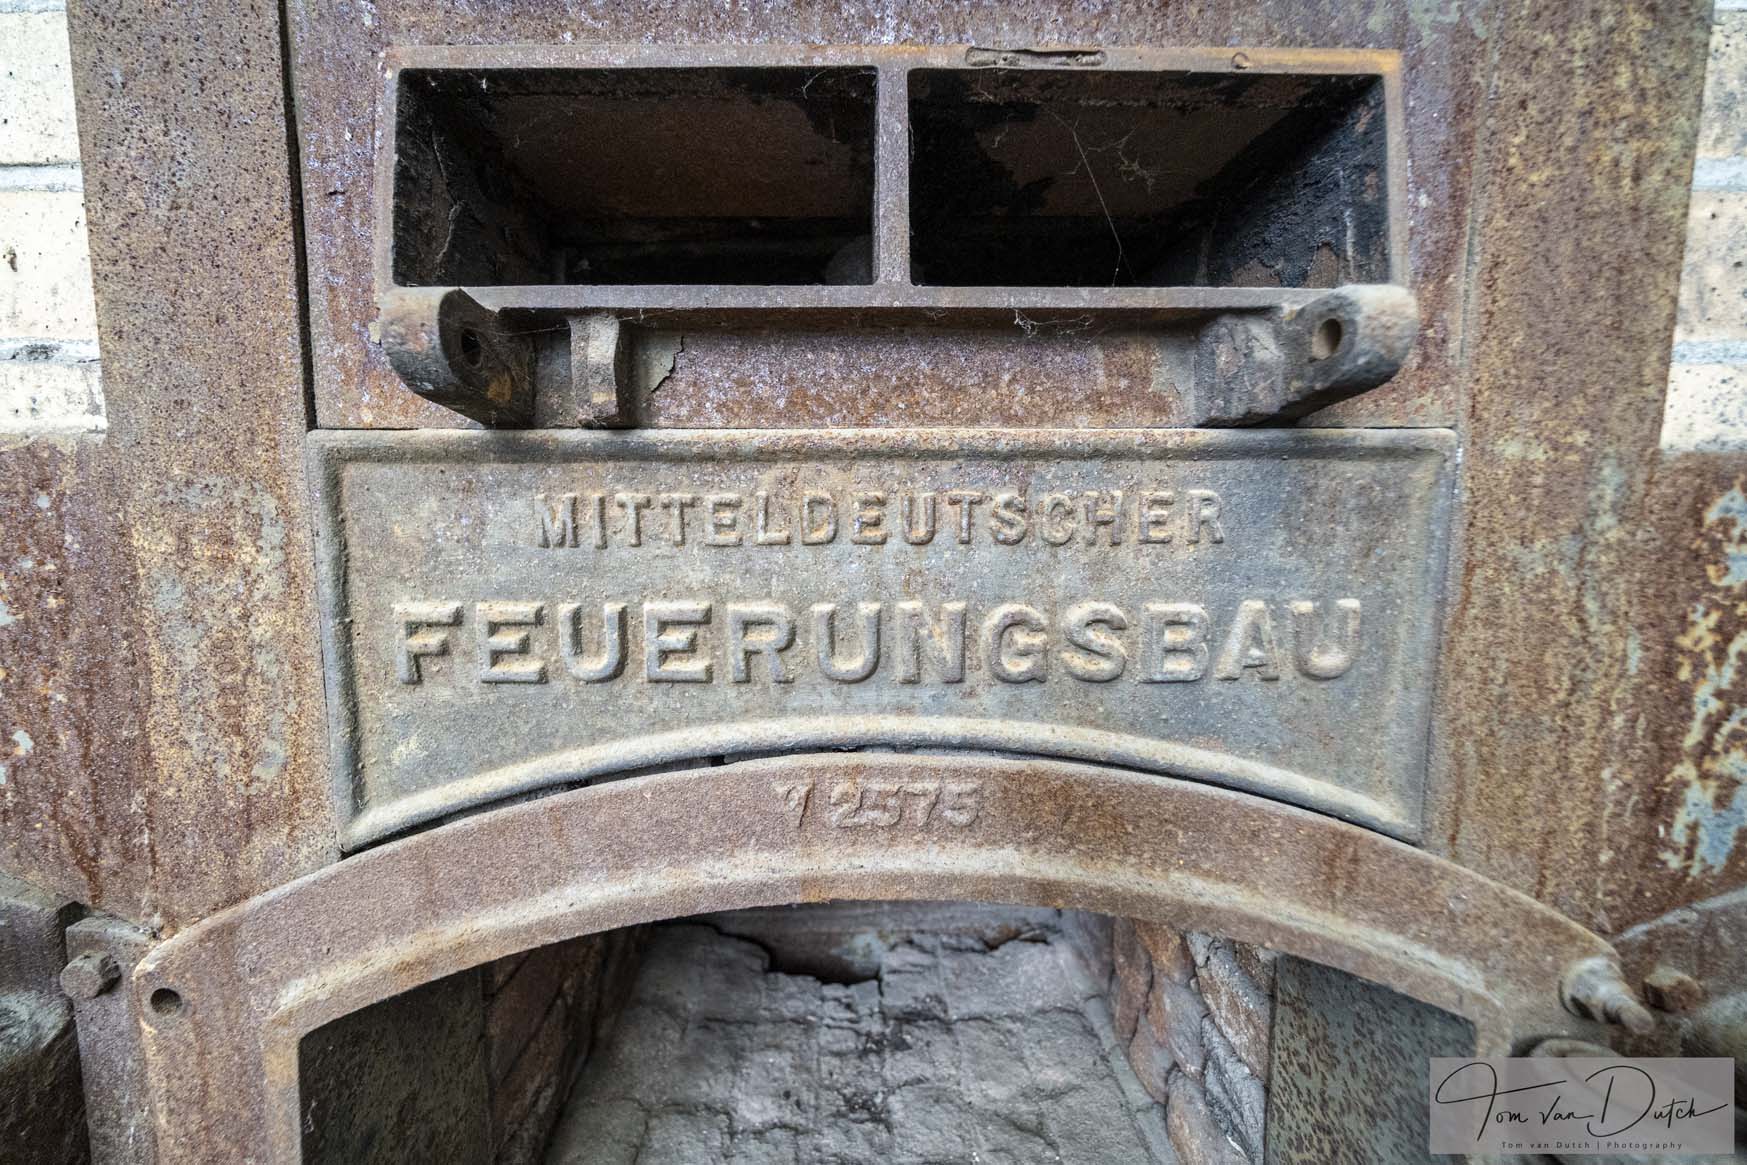 MITTELDEUTSCHER
FEUERUNGSBAU
2575
Tom van Dutch
Tom van Dutch | Photography